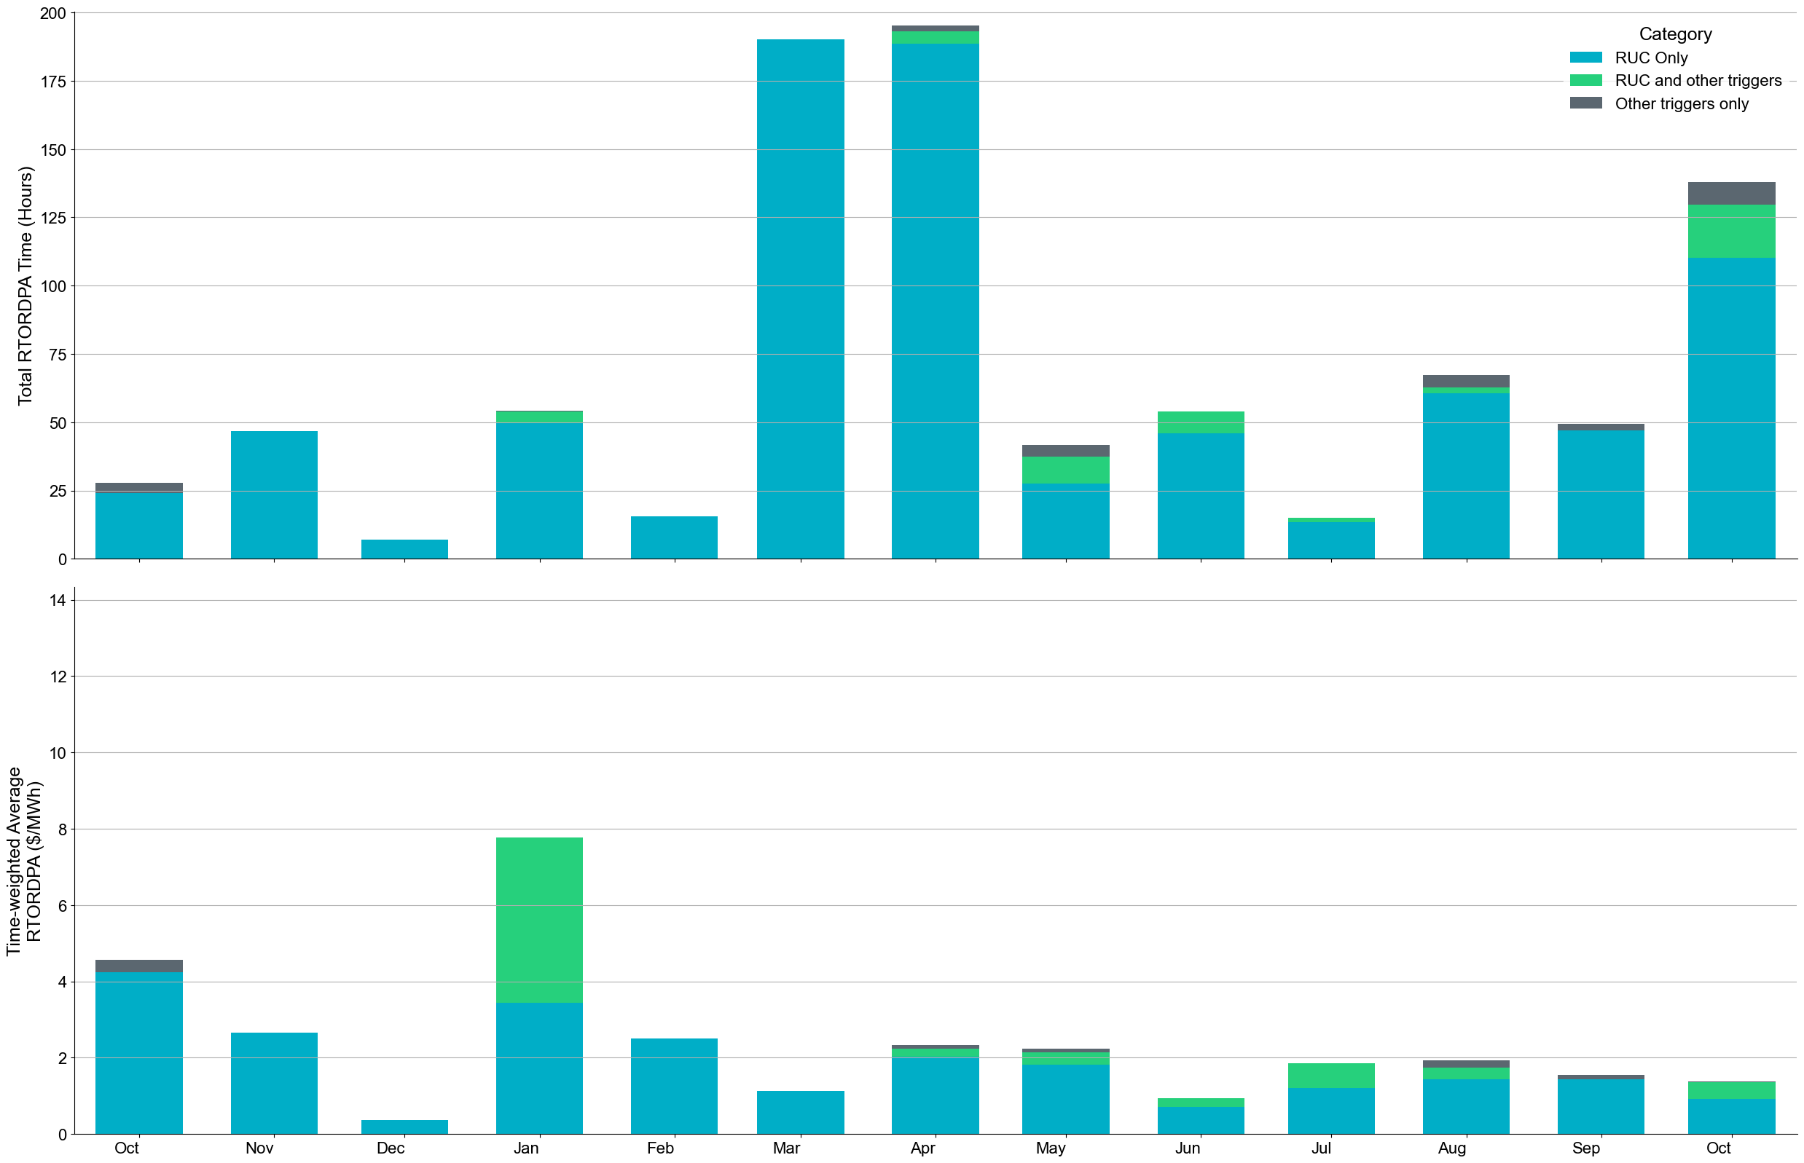 200
175
150
125
100
75
50
25
0
Total RTORDPA Time (Hours)
Category
RUC Only
RUC and other triggers
Other triggers only
14
12
10
8
6
4
2
0
Time-weighted Average
RTORDPA ($/MWh)
Oct Nov Dec Jan Feb Mar Apr May Jun Jul Aug Sep Oct